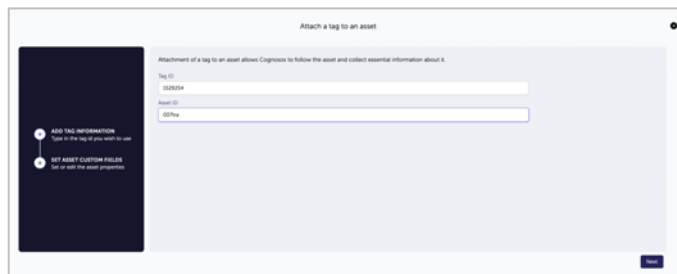 Attach a tag to an asset
Attachment of a tag to an asset allows Cognosos to follow the asset and collect essential information about it.
Tag ID
1529254
Asset ID
007tra
ADD TAG INFORMATION
Type in the tag id you wish to use
SET ASSET CUSTOM FIELDS
Set or edit the asset properties
Next